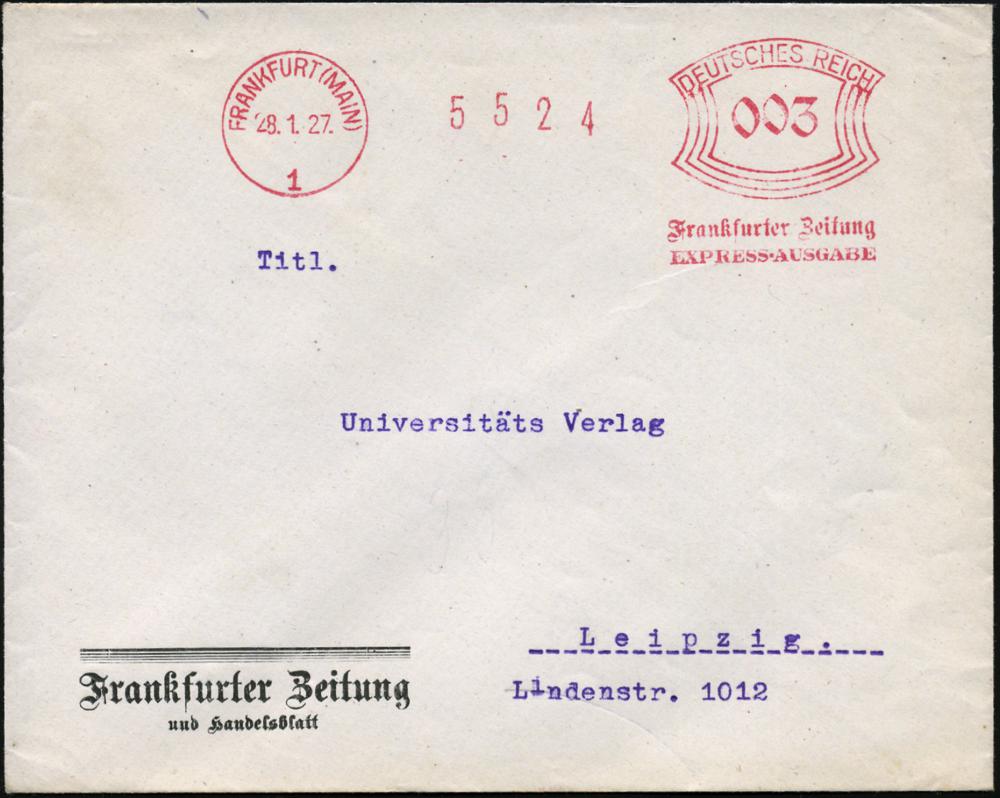 FRANKFURT (MAIN)
28. 1. 27.
1
5 5 2 4
DEUTSCHES REICH
003
Frankfurter Zeitung
EXPRESS-AUSGABE
Titl.
Universitäts Verlag
Leipzig.
Lindenstr. 1012
Frankfurter Zeitung
und Handelsblatt